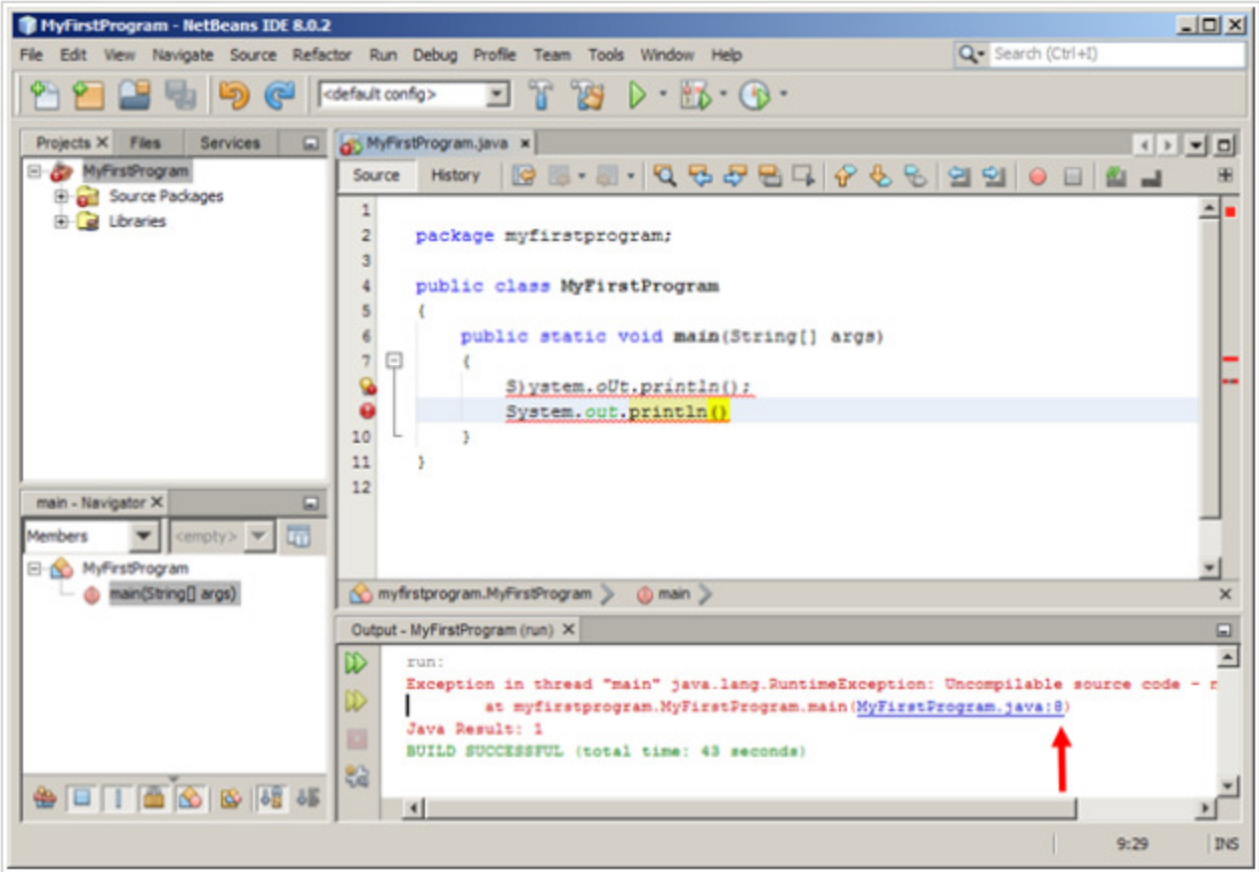 MyFirstProgram - NetBeans IDE 8.0.2
File Edit View Navigate Source Refactor Run Debug Profile Team Tools Window Help
Search (Ctrl+I)
<default config>
Projects Files Services
MyFirstProgram
Source Packages
Libraries
MyFirstProgram.java
Source History
1
2 package myfirstprogram;
3
4 public class MyFirstProgram
5 {
6 public static void main(String[] args)
7 {
S)ystem.oUt.println();
System.out.println()
10 }
11 }
12
main - Navigator
Members <empty>
MyFirstProgram
main(String[] args)
myfirstprogram.MyFirstProgram main
Output - MyFirstProgram (run)
run:
Exception in thread "main" java.lang.RuntimeException: Uncompilable source code -
at myfirstprogram.MyFirstProgram.main(MyFirstProgram.java:8)
Java Result: 1
BUILD SUCCESSFUL (total time: 43 seconds)
9:29 INS